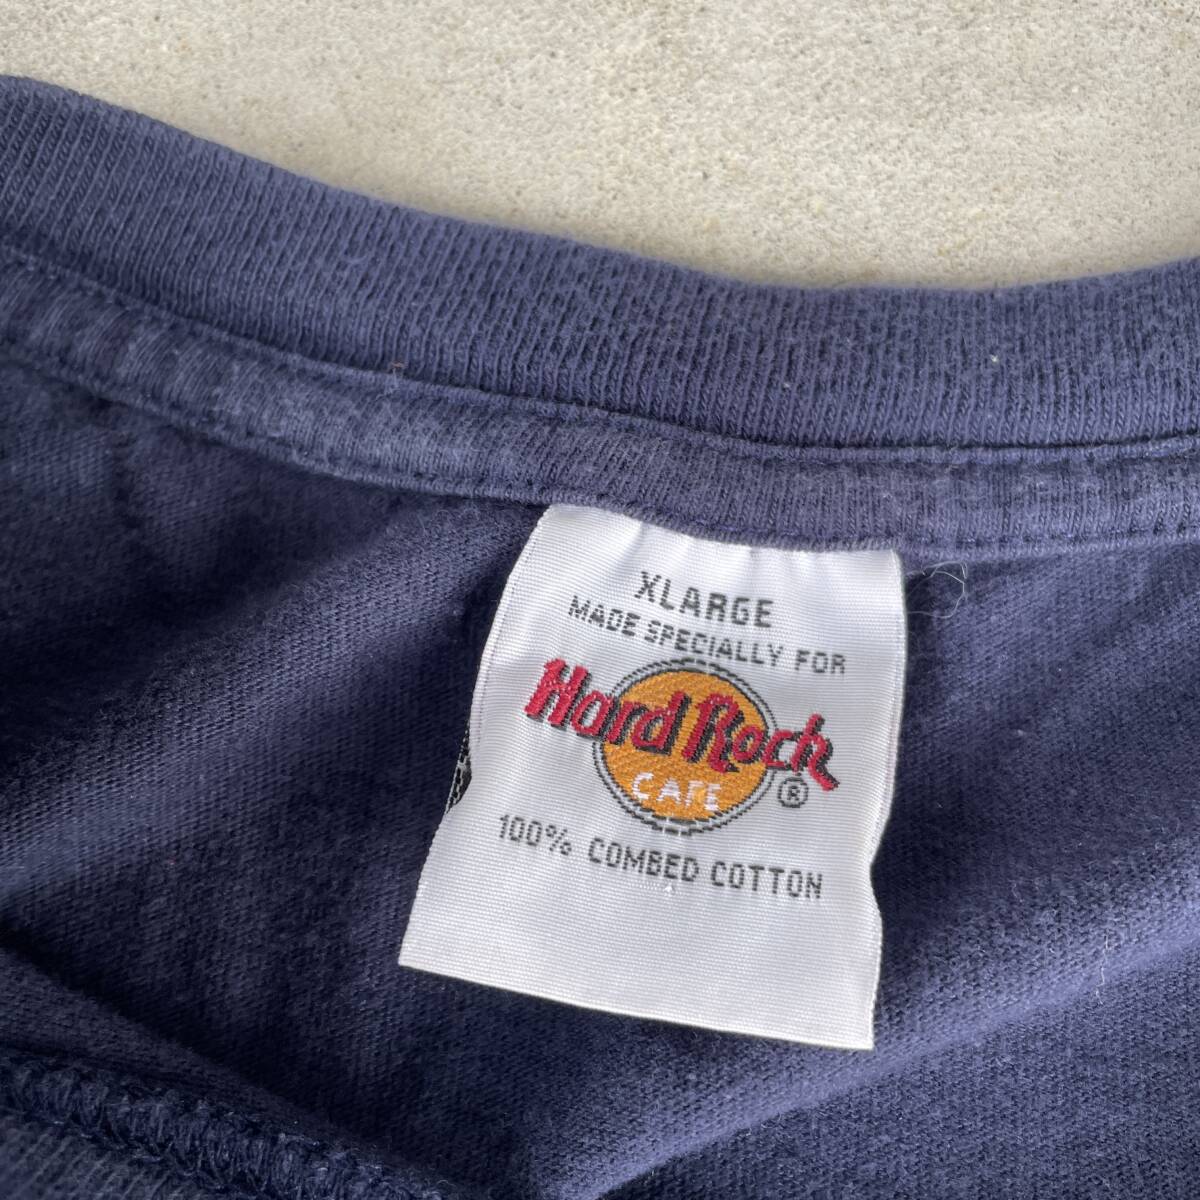 XLARGE
MADE SPECIALLY FOR
Hard Rock
CAFE ®
100% COMBED COTTON